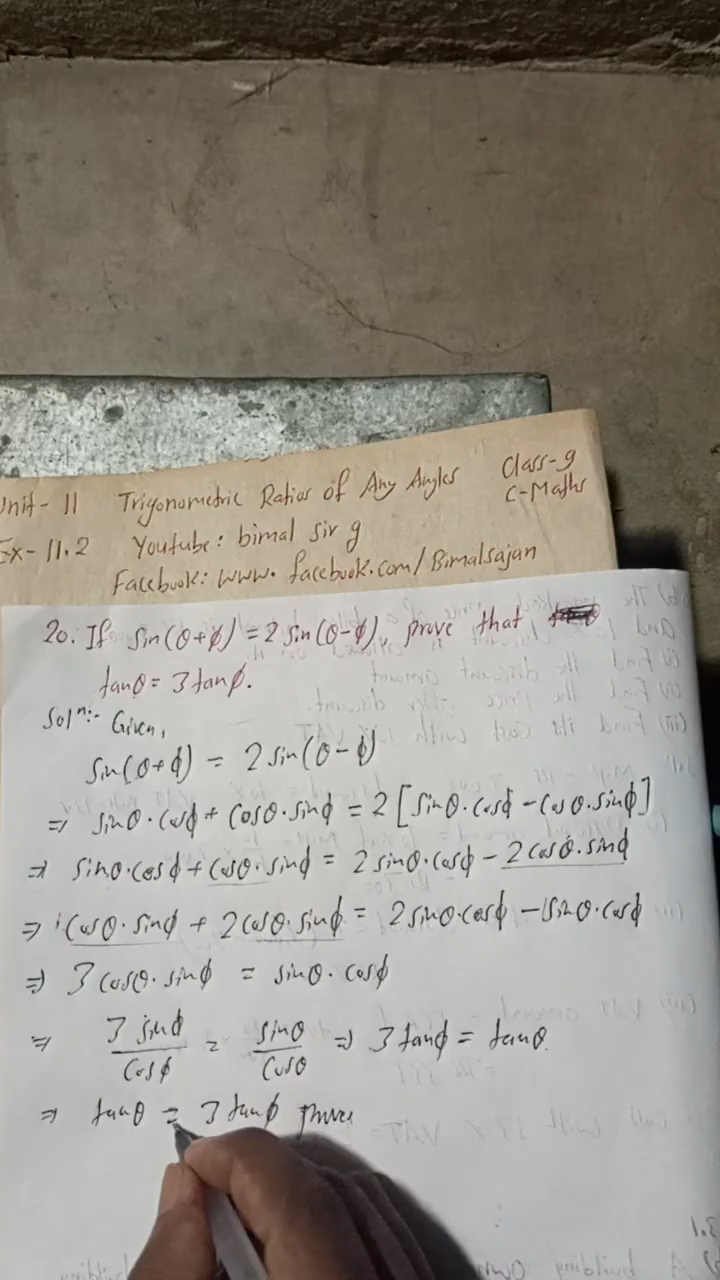 Unit- 11 Trigonometric Ratios of Any Angles Class-9
C-Maths
Ex- 11.2 Youtube: bimal sir g
Facebook: www. facebook.com/Bimalsajan
20. If sin(θ+ϕ) = 2 sin(θ-ϕ), prove that
tanθ = 3 tanϕ.
Solⁿ:- Given,
sin(θ+ϕ) = 2 sin(θ-ϕ)
⇒ sinθ·cosϕ + cosθ·sinϕ = 2 [sinθ·cosϕ - cosθ·sinϕ]
⇒ sinθ·cosϕ + cosθ·sinϕ = 2 sinθ·cosϕ - 2 cosθ·sinϕ
⇒ 1cosθ·sinϕ + 2 cosθ·sinϕ = 2 sinθ·cosϕ - 1sinθ·cosϕ
⇒ 3 cosθ·sinϕ = sinθ·cosϕ
⇒ 3 sinϕ/cosϕ = sinθ/cosθ ⇒ 3 tanϕ = tanθ
⇒ tanθ = 3 tanϕ